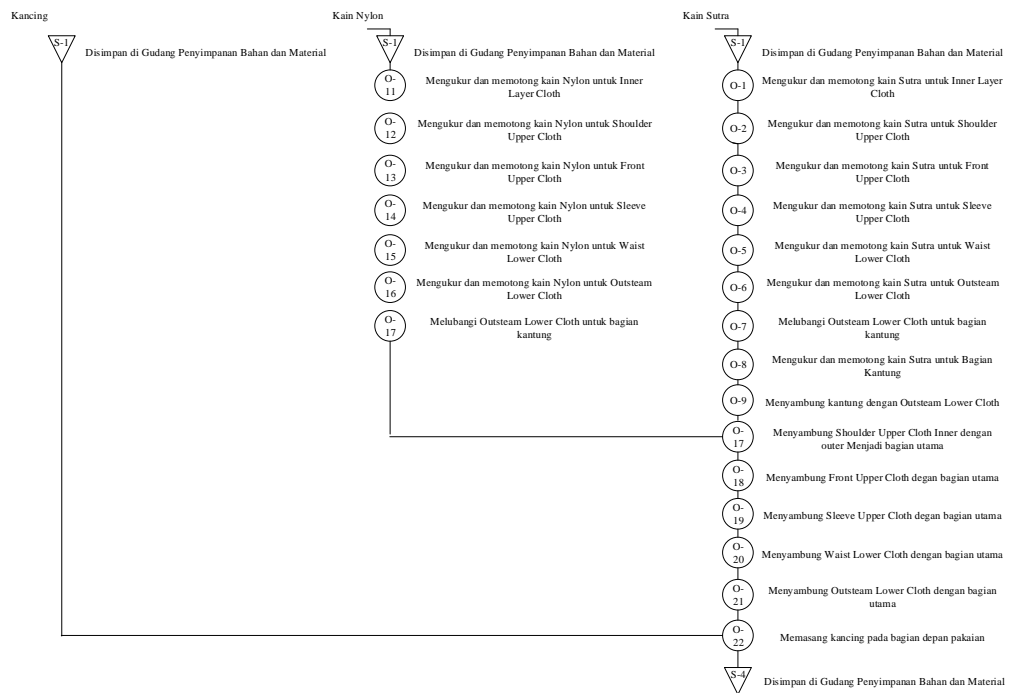 Kancing
S-1
Disimpan di Gudang Penyimpanan Bahan dan Material
Kain Nylon
S-1
Disimpan di Gudang Penyimpanan Bahan dan Material
O-
11
Mengukur dan memotong kain Nylon untuk Inner
Layer Cloth
O-
12
Mengukur dan memotong kain Nylon untuk Shoulder
Upper Cloth
O-
13
Mengukur dan memotong kain Nylon untuk Front
Upper Cloth
O-
14
Mengukur dan memotong kain Nylon untuk Sleeve
Upper Cloth
O-
15
Mengukur dan memotong kain Nylon untuk Waist
Lower Cloth
O-
16
Mengukur dan memotong kain Nylon untuk Outsteam
Lower Cloth
O-
17
Melubangi Outsteam Lower Cloth untuk bagian
kantung
Kain Sutra
S-1
Disimpan di Gudang Penyimpanan Bahan dan Material
O-1
Mengukur dan memotong kain Sutra untuk Inner Layer
Cloth
O-2
Mengukur dan memotong kain Sutra untuk Shoulder
Upper Cloth
O-3
Mengukur dan memotong kain Sutra untuk Front
Upper Cloth
O-4
Mengukur dan memotong kain Sutra untuk Sleeve
Upper Cloth
O-5
Mengukur dan memotong kain Sutra untuk Waist
Lower Cloth
O-6
Mengukur dan memotong kain Sutra untuk Outsteam
Lower Cloth
O-7
Melubangi Outsteam Lower Cloth untuk bagian
kantung
O-8
Mengukur dan memotong kain Sutra untuk Bagian
Kantung
O-9
Menyambung kantung dengan Outsteam Lower Cloth
O-
17
Menyambung Shoulder Upper Cloth Inner dengan
outer Menjadi bagian utama
O-
18
Menyambung Front Upper Cloth degan bagian utama
O-
19
Menyambung Sleeve Upper Cloth degan bagian utama
O-
20
Menyambung Waist Lower Cloth dengan bagian utama
O-
21
Menyambung Outsteam Lower Cloth dengan bagian
utama
O-
22
Memasang kancing pada bagian depan pakaian
S-4
Disimpan di Gudang Penyimpanan Bahan dan Material